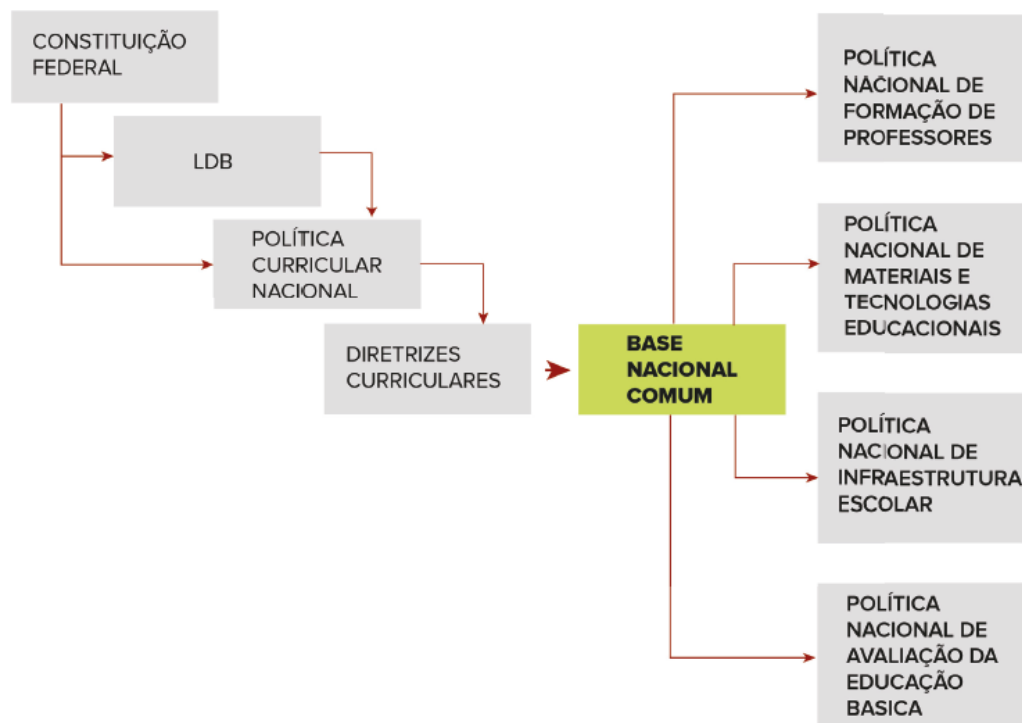 CONSTITUIÇÃO
FEDERAL
LDB
POLÍTICA
CURRICULAR
NACIONAL
DIRETRIZES
CURRICULARES
BASE
NACIONAL
COMUM
POLÍTICA
NACIONAL DE
FORMAÇÃO DE
PROFESSORES
POLÍTICA
NACIONAL DE
MATERIAIS E
TECNOLOGIAS
EDUCACIONAIS
POLÍTICA
NACIONAL DE
INFRAESTRUTURA
ESCOLAR
POLÍTICA
NACIONAL DE
AVALIAÇÃO DA
EDUCAÇÃO
BASICA